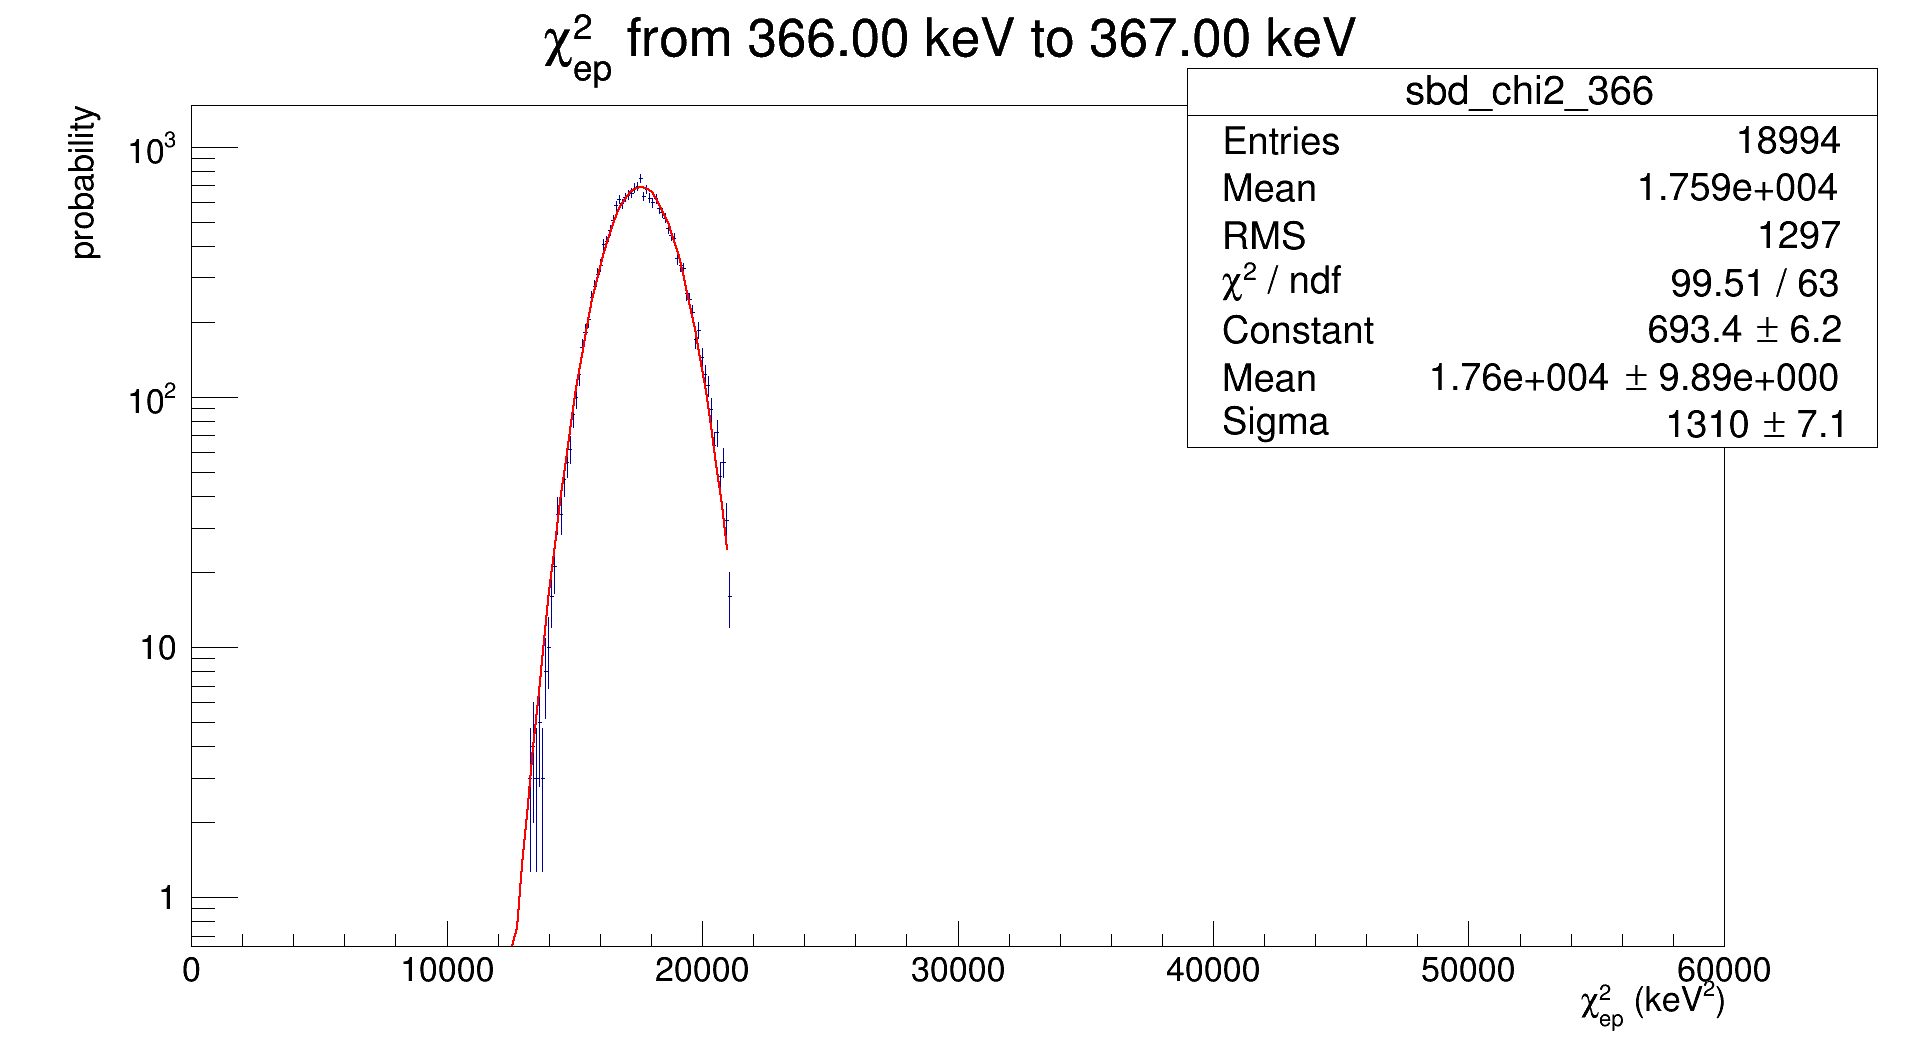 χ²ep from 366.00 keV to 367.00 keV
sbd_chi2_366
Entries 18994
Mean 1.759e+004
RMS 1297
χ² / ndf 99.51 / 63
Constant 693.4 ± 6.2
Mean 1.76e+004 ± 9.89e+000
Sigma 1310 ± 7.1
probability
10³
10²
10
1
0 10000 20000 30000 40000 50000 60000
χ²ep (keV²)